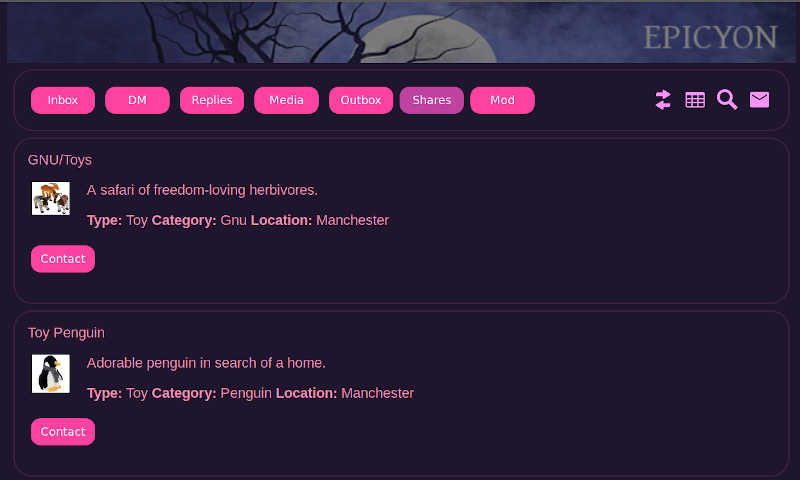 EPICYON
Inbox DM Replies Media Outbox Shares Mod
GNU/Toys
A safari of freedom-loving herbivores.
Type: Toy Category: Gnu Location: Manchester
Contact
Toy Penguin
Adorable penguin in search of a home.
Type: Toy Category: Penguin Location: Manchester
Contact